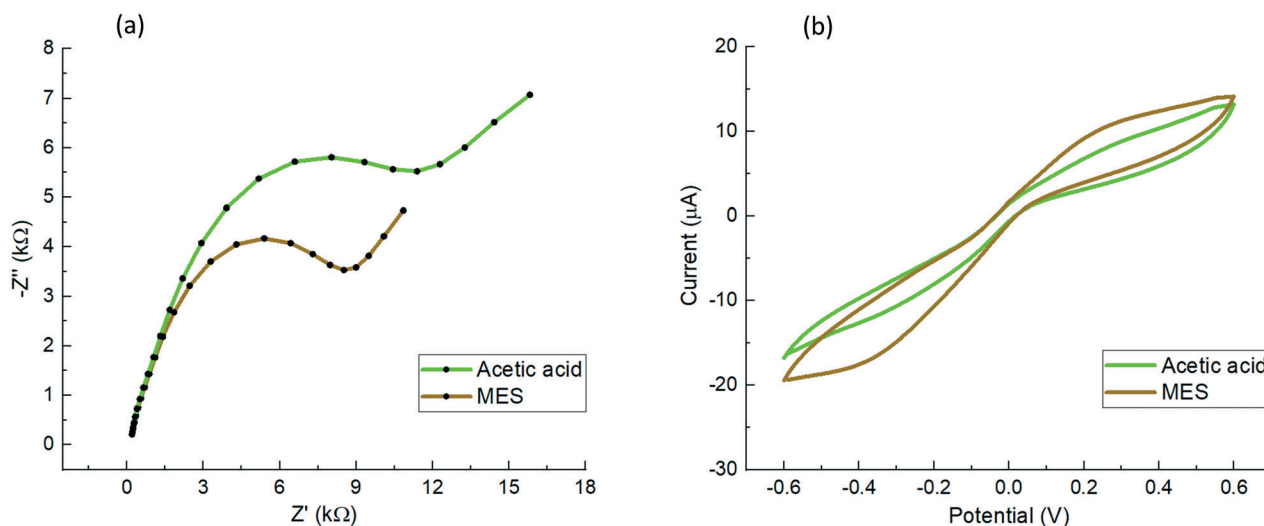 (a)
8
7
6
5
4
3
2
1
0
-Z'' (kΩ)
0 3 6 9 12 15 18
Z' (kΩ)
Acetic acid
MES
(b)
20
10
0
-10
-20
-30
Current (μA)
-0.6 -0.4 -0.2 0.0 0.2 0.4 0.6
Potential (V)
Acetic acid
MES